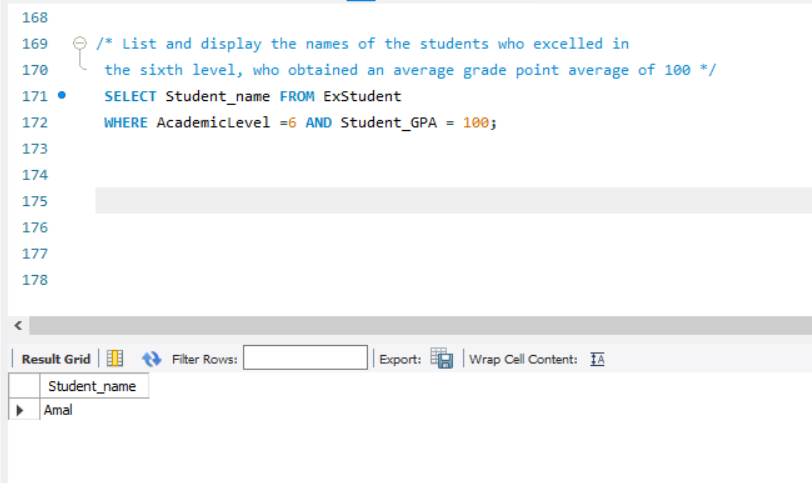 168
169 /* List and display the names of the students who excelled in
170 the sixth level, who obtained an average grade point average of 100 */
171 SELECT Student_name FROM ExStudent
172 WHERE AcademicLevel =6 AND Student_GPA = 100;
173
174
175
176
177
178
Result Grid Filter Rows: Export: Wrap Cell Content: IA
Student_name
Amal